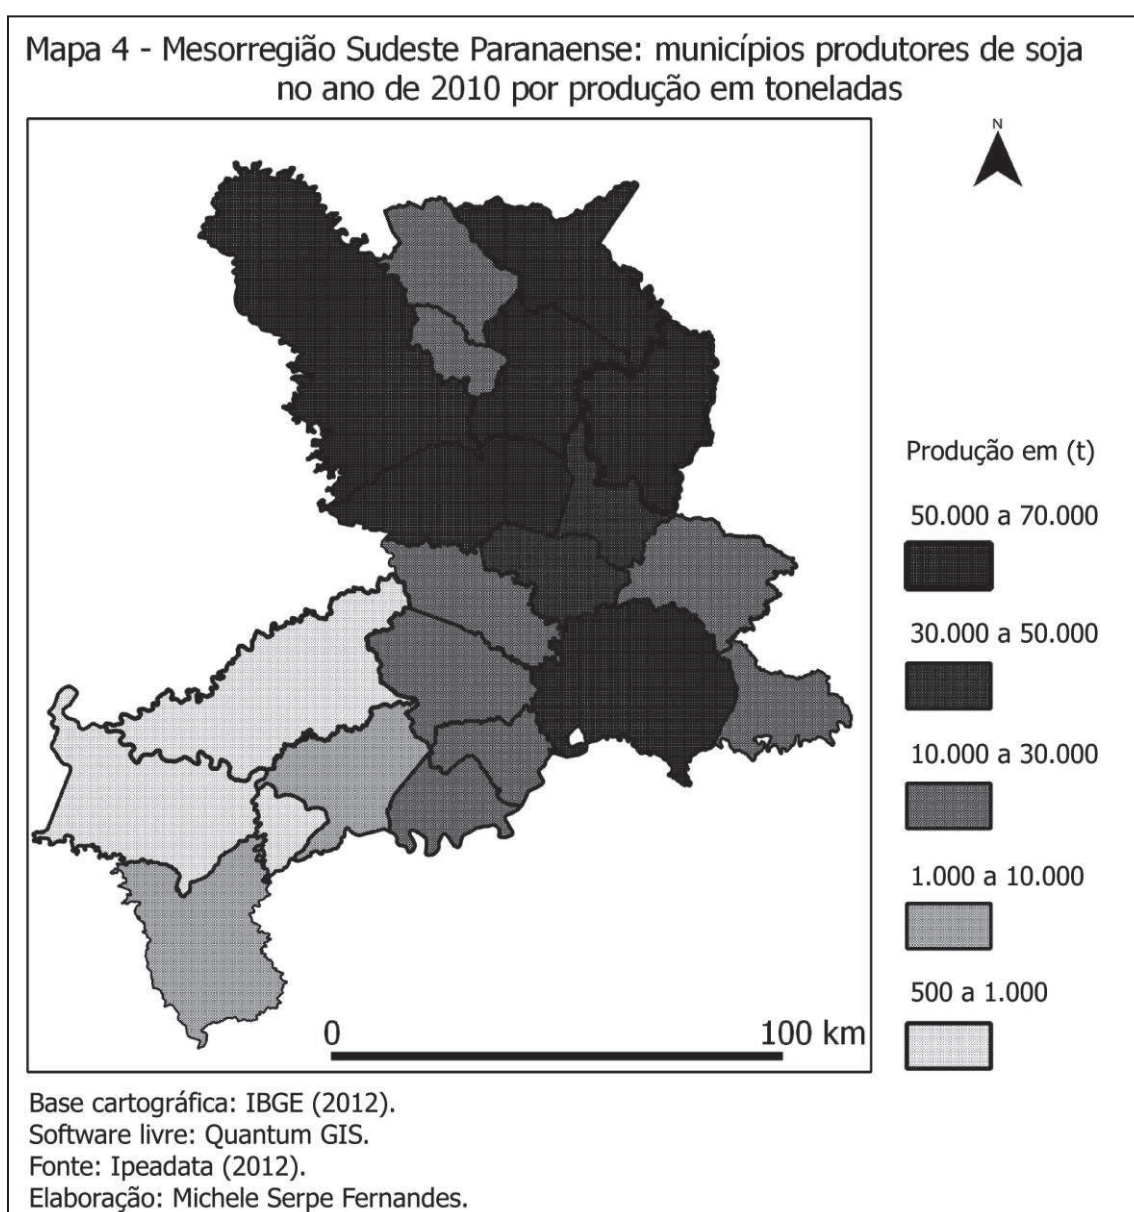 Mapa 4 - Mesorregião Sudeste Paranaense: municípios produtores de soja
no ano de 2010 por produção em toneladas
N
Produção em (t)
50.000 a 70.000
30.000 a 50.000
10.000 a 30.000
1.000 a 10.000
500 a 1.000
0 100 km
Base cartográfica: IBGE (2012).
Software livre: Quantum GIS.
Fonte: Ipeadata (2012).
Elaboração: Michele Serpe Fernandes.